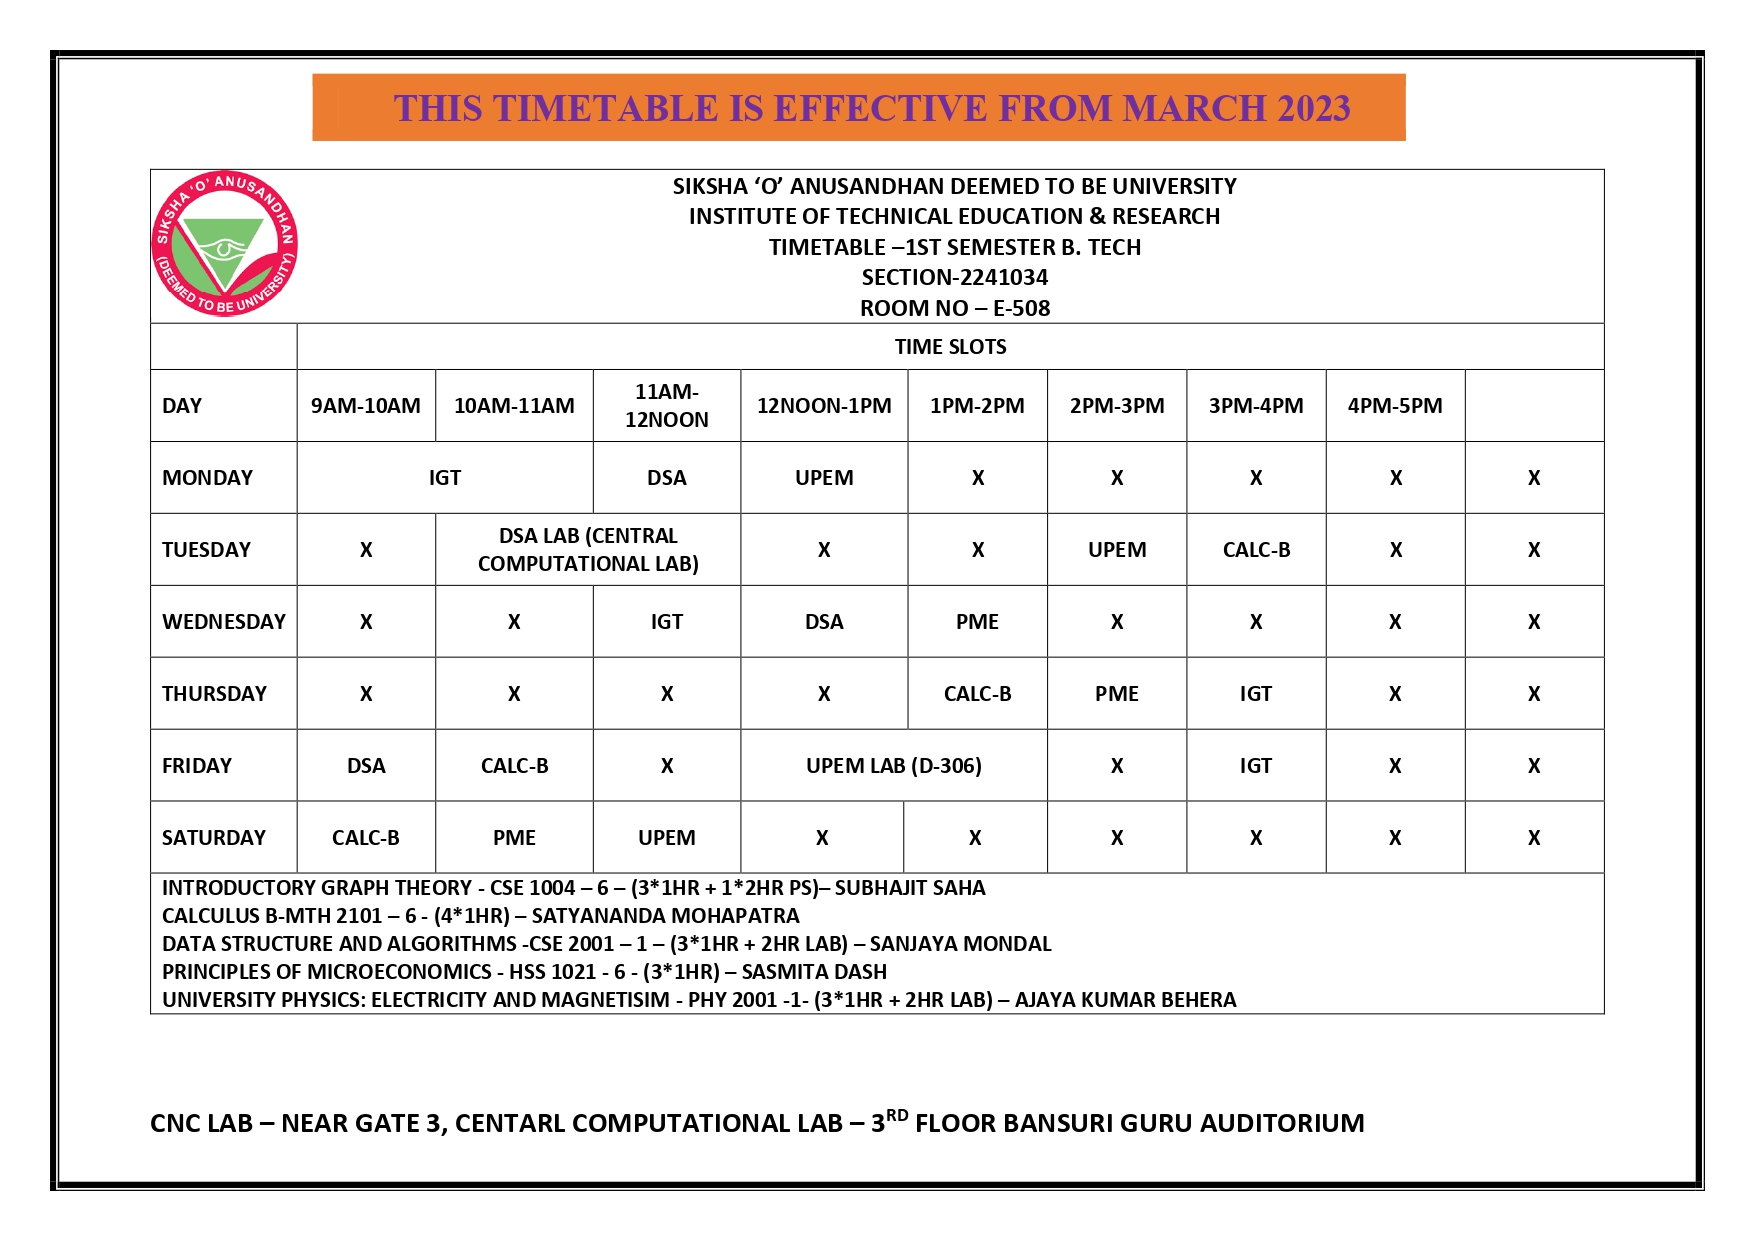 THIS TIMETABLE IS EFFECTIVE FROM MARCH 2023
SIKSHA 'O' ANUSANDHAN
(DEEMED TO BE UNIVERSITY)
SIKSHA ‘O’ ANUSANDHAN DEEMED TO BE UNIVERSITY
INSTITUTE OF TECHNICAL EDUCATION & RESEARCH
TIMETABLE –1ST SEMESTER B. TECH
SECTION-2241034
ROOM NO – E-508
TIME SLOTS
DAY 9AM-10AM 10AM-11AM 11AM-12NOON 12NOON-1PM 1PM-2PM 2PM-3PM 3PM-4PM 4PM-5PM
MONDAY IGT DSA UPEM X X X X X
TUESDAY X DSA LAB (CENTRAL COMPUTATIONAL LAB) X X UPEM CALC-B X X
WEDNESDAY X X IGT DSA PME X X X X
THURSDAY X X X X CALC-B PME IGT X X
FRIDAY DSA CALC-B X UPEM LAB (D-306) X IGT X X
SATURDAY CALC-B PME UPEM X X X X X X
INTRODUCTORY GRAPH THEORY - CSE 1004 – 6 – (3*1HR + 1*2HR PS)– SUBHAJIT SAHA
CALCULUS B-MTH 2101 – 6 - (4*1HR) – SATYANANDA MOHAPATRA
DATA STRUCTURE AND ALGORITHMS -CSE 2001 – 1 – (3*1HR + 2HR LAB) – SANJAYA MONDAL
PRINCIPLES OF MICROECONOMICS - HSS 1021 - 6 - (3*1HR) – SASMITA DASH
UNIVERSITY PHYSICS: ELECTRICITY AND MAGNETISIM - PHY 2001 -1- (3*1HR + 2HR LAB) – AJAYA KUMAR BEHERA
CNC LAB – NEAR GATE 3, CENTARL COMPUTATIONAL LAB – 3RD FLOOR BANSURI GURU AUDITORIUM